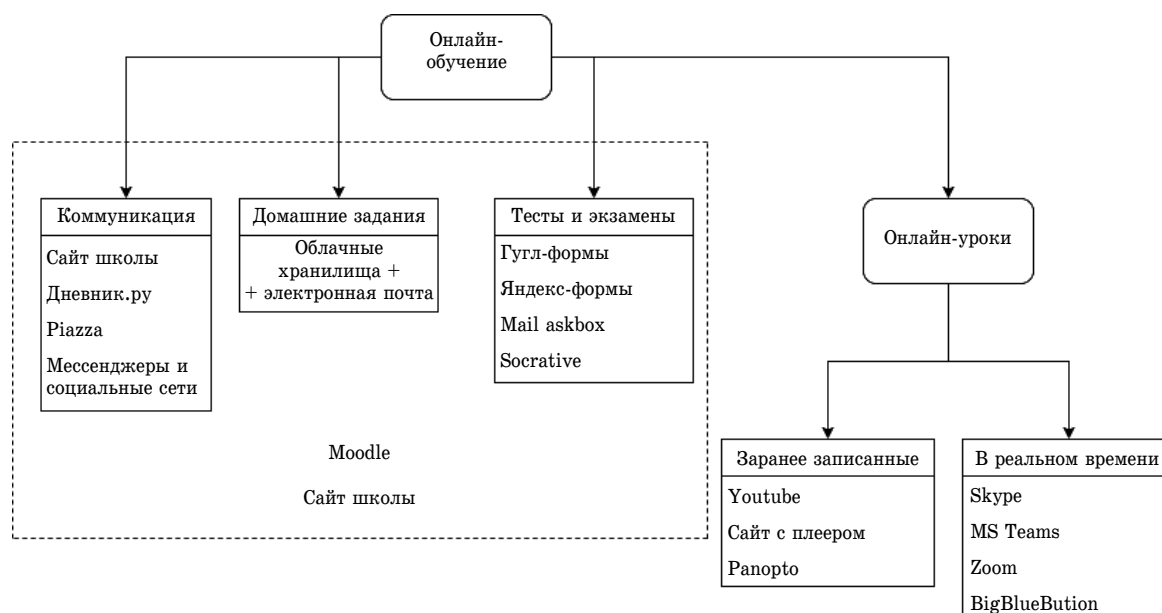 Онлайн-
обучение
Коммуникация
Сайт школы
Дневник.ру
Piazza
Мессенджеры и
социальные сети
Домашние задания
Облачные
хранилища +
+ электронная почта
Тесты и экзамены
Гугл-формы
Яндекс-формы
Mail askbox
Socrative
Moodle
Сайт школы
Онлайн-уроки
Заранее записанные
Youtube
Сайт с плеером
Panopto
В реальном времени
Skype
MS Teams
Zoom
BigBlueBution